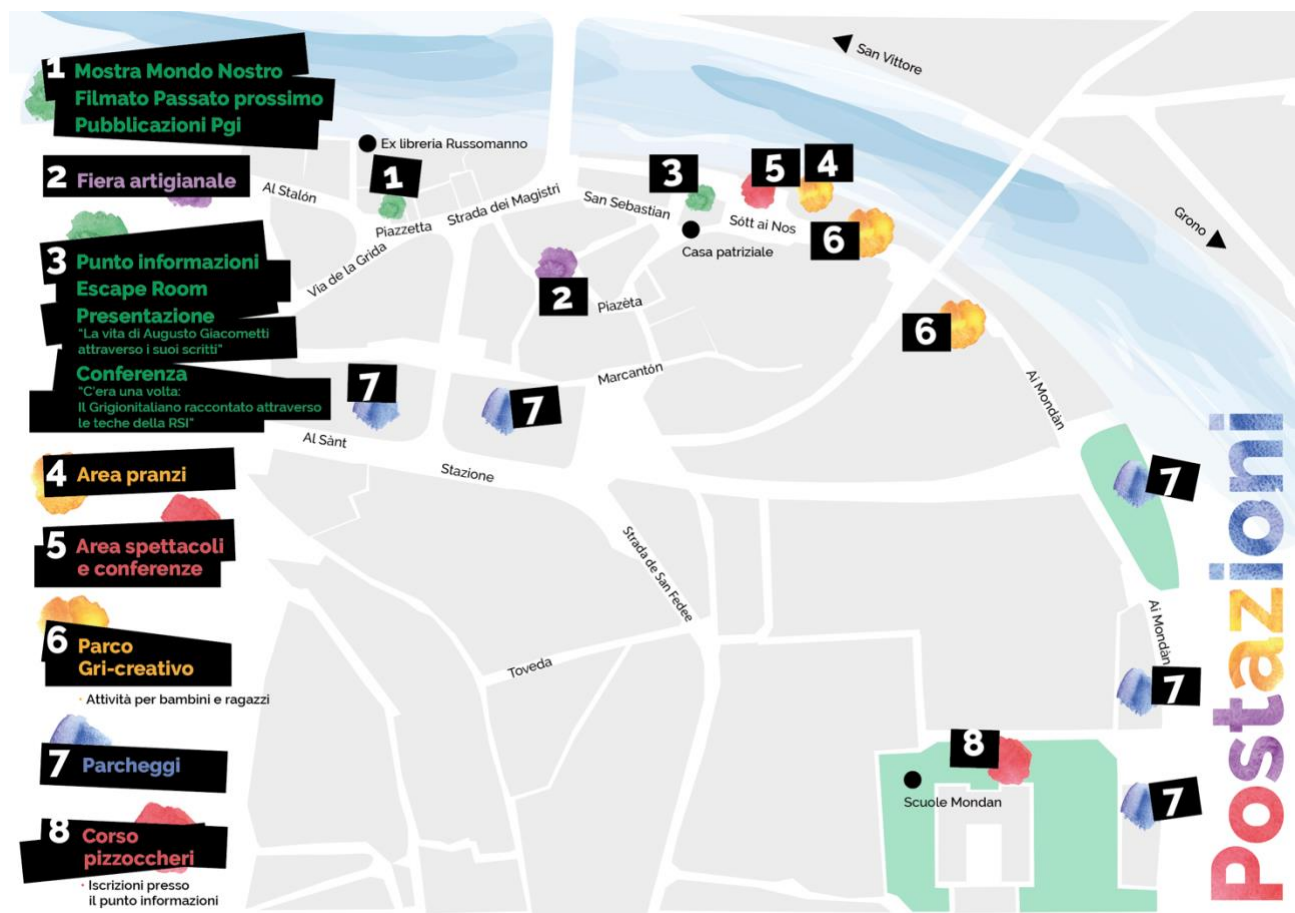 1 Mostra Mondo Nostro
Filmato Passato prossimo
Pubblicazioni Pgi
2 Fiera artigianale
3 Punto informazioni
Escape Room
Presentazione
"La vita di Augusto Giacometti
attraverso i suoi scritti"
Conferenza
"C'era una volta:
Il Grigionitaliano raccontato attraverso
le teche della RSI"
4 Area pranzi
5 Area spettacoli
e conferenze
6 Parco
Gri-creativo
· Attività per bambini e ragazzi
7 Parcheggi
8 Corso
pizzoccheri
· Iscrizioni presso
il punto informazioni
San Vittore
Grono
Ex libreria Russomanno
1
Al Stalón
Piazzetta
Strada dei Magistri
Via de la Grida
San Sebastian
3
5
4
Sótt ai Nos
Casa patriziale
6
2
Piazèta
6
Marcantón
7
7
Ai Mondàn
Al Sànt
Stazione
7
Strada de San Fedee
Ai Mondàn
Toveda
7
8
Scuole Mondan
7
Postazioni